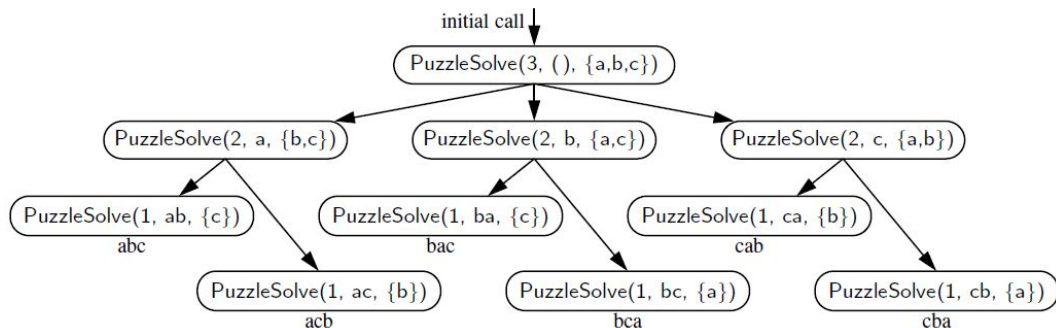 initial call
PuzzleSolve(3, ( ), {a,b,c})
PuzzleSolve(2, a, {b,c})
PuzzleSolve(2, b, {a,c})
PuzzleSolve(2, c, {a,b})
PuzzleSolve(1, ab, {c})
abc
PuzzleSolve(1, ba, {c})
bac
PuzzleSolve(1, ca, {b})
cab
PuzzleSolve(1, ac, {b})
acb
PuzzleSolve(1, bc, {a})
bca
PuzzleSolve(1, cb, {a})
cba